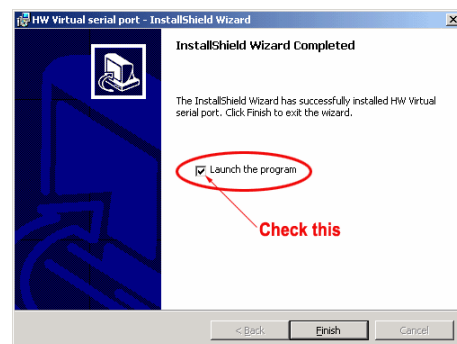 HW Virtual serial port - InstallShield Wizard
InstallShield Wizard Completed
The InstallShield Wizard has successfully installed HW Virtual
serial port. Click Finish to exit the wizard.
Launch the program
Check this
< Back
Finish
Cancel